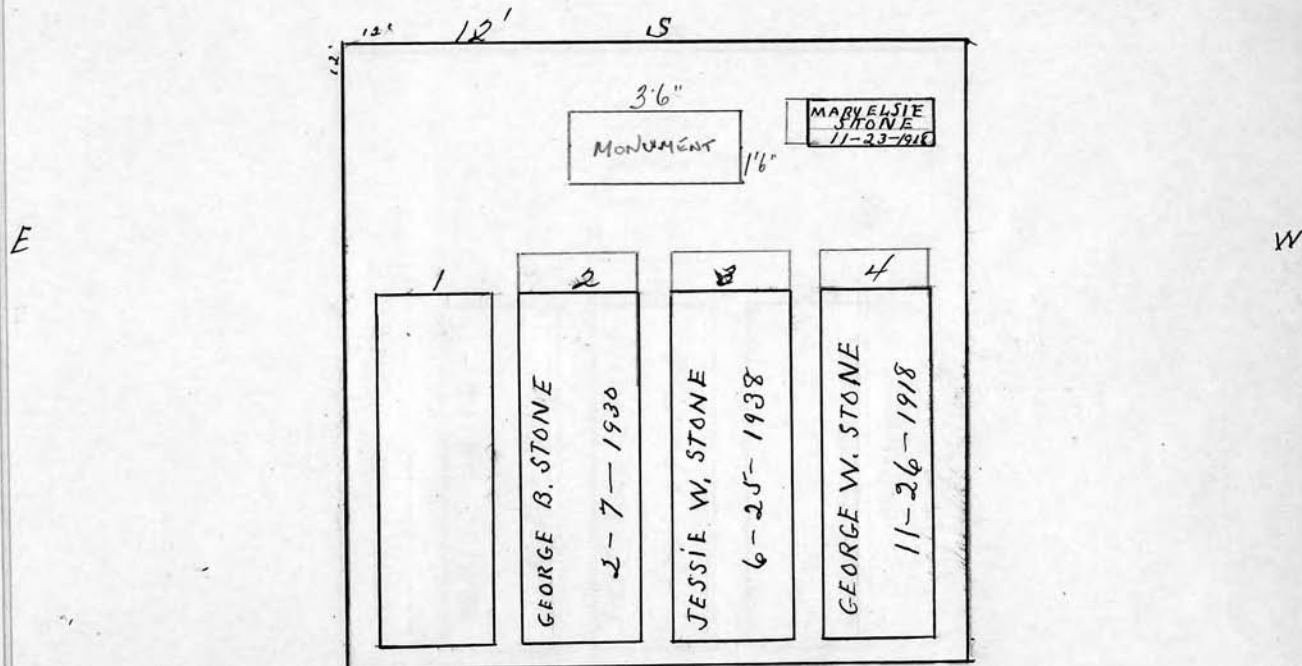 12' 12' S
12'
3'6"
MONUMENT
1'6"
MARY ELSIE
STONE
11-23-1918
E
W
1
2
3
4
GEORGE B. STONE
2-7-1930
JESSIE W. STONE
6-25-1938
GEORGE W. STONE
11-26-1918